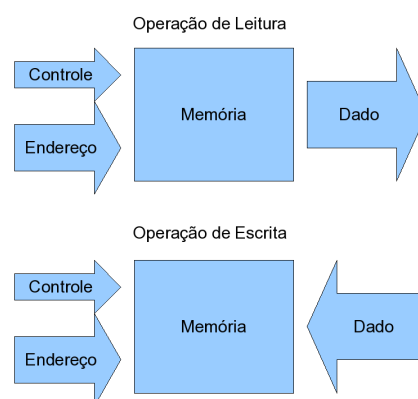 Operação de Leitura
Controle
Memória
Dado
Endereço
Operação de Escrita
Controle
Memória
Dado
Endereço